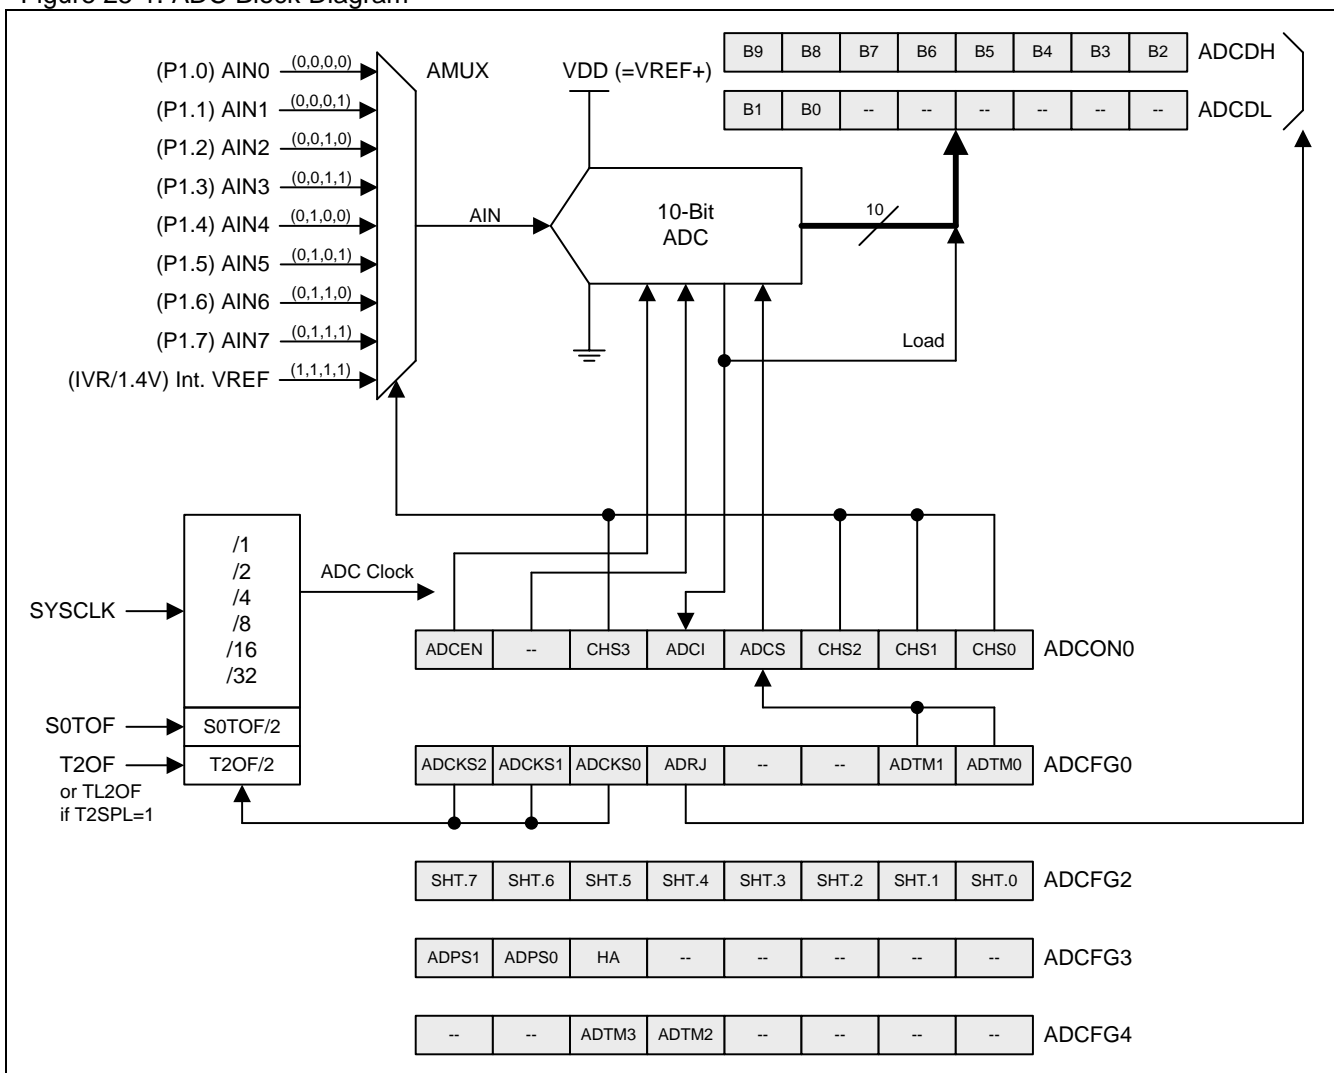 Figure 28-1. ADC Block Diagram
B9 B8 B7 B6 B5 B4 B3 B2 ADCDH
B1 B0 -- -- -- -- -- -- ADCDL
(P1.0) AIN0 (0,0,0,0)
(P1.1) AIN1 (0,0,0,1)
(P1.2) AIN2 (0,0,1,0)
(P1.3) AIN3 (0,0,1,1)
(P1.4) AIN4 (0,1,0,0)
(P1.5) AIN5 (0,1,0,1)
(P1.6) AIN6 (0,1,1,0)
(P1.7) AIN7 (0,1,1,1)
(IVR/1.4V) Int. VREF (1,1,1,1)
AMUX
VDD (=VREF+)
AIN
10-Bit
ADC
10
Load
/1
/2
/4
/8
/16
/32
SYSCLK
ADC Clock
S0TOF
S0TOF/2
T2OF
T2OF/2
or TL2OF
if T2SPL=1
ADCEN -- CHS3 ADCI ADCS CHS2 CHS1 CHS0 ADCON0
ADCKS2 ADCKS1 ADCKS0 ADRJ -- -- ADTM1 ADTM0 ADCFG0
SHT.7 SHT.6 SHT.5 SHT.4 SHT.3 SHT.2 SHT.1 SHT.0 ADCFG2
ADPS1 ADPS0 HA -- -- -- -- -- ADCFG3
-- -- ADTM3 ADTM2 -- -- -- -- ADCFG4